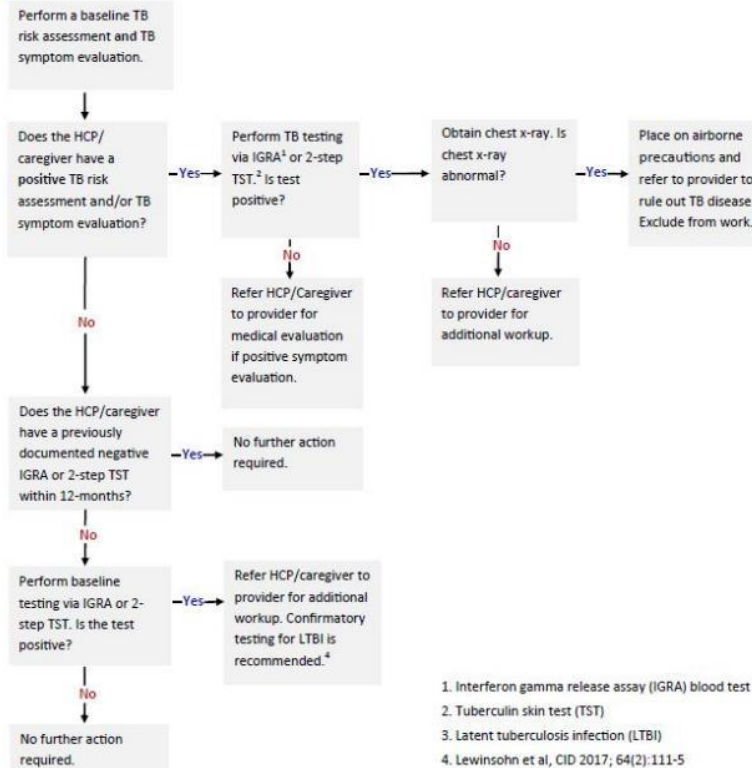 Perform a baseline TB
risk assessment and TB
symptom evaluation.
Does the HCP/
caregiver have a
positive TB risk
assessment and/or TB
symptom evaluation?
Yes
Perform TB testing
via IGRA¹ or 2-step
TST.² Is test
positive?
Yes
Obtain chest x-ray. Is
chest x-ray
abnormal?
Yes
Place on airborne
precautions and
refer to provider to
rule out TB disease
Exclude from work.
No
Refer HCP/Caregiver
to provider for
medical evaluation
if positive symptom
evaluation.
No
Refer HCP/caregiver
to provider for
additional workup.
No
Does the HCP/caregiver
have a previously
documented negative
IGRA or 2-step TST
within 12-months?
Yes
No further action
required.
No
Perform baseline
testing via IGRA or 2-
step TST. Is the test
positive?
Yes
Refer HCP/caregiver to
provider for additional
workup. Confirmatory
testing for LTBI is
recommended.⁴
No
No further action
required.
1. Interferon gamma release assay (IGRA) blood test
2. Tuberculin skin test (TST)
3. Latent tuberculosis infection (LTBI)
4. Lewinsohn et al, CID 2017; 64(2):111-5